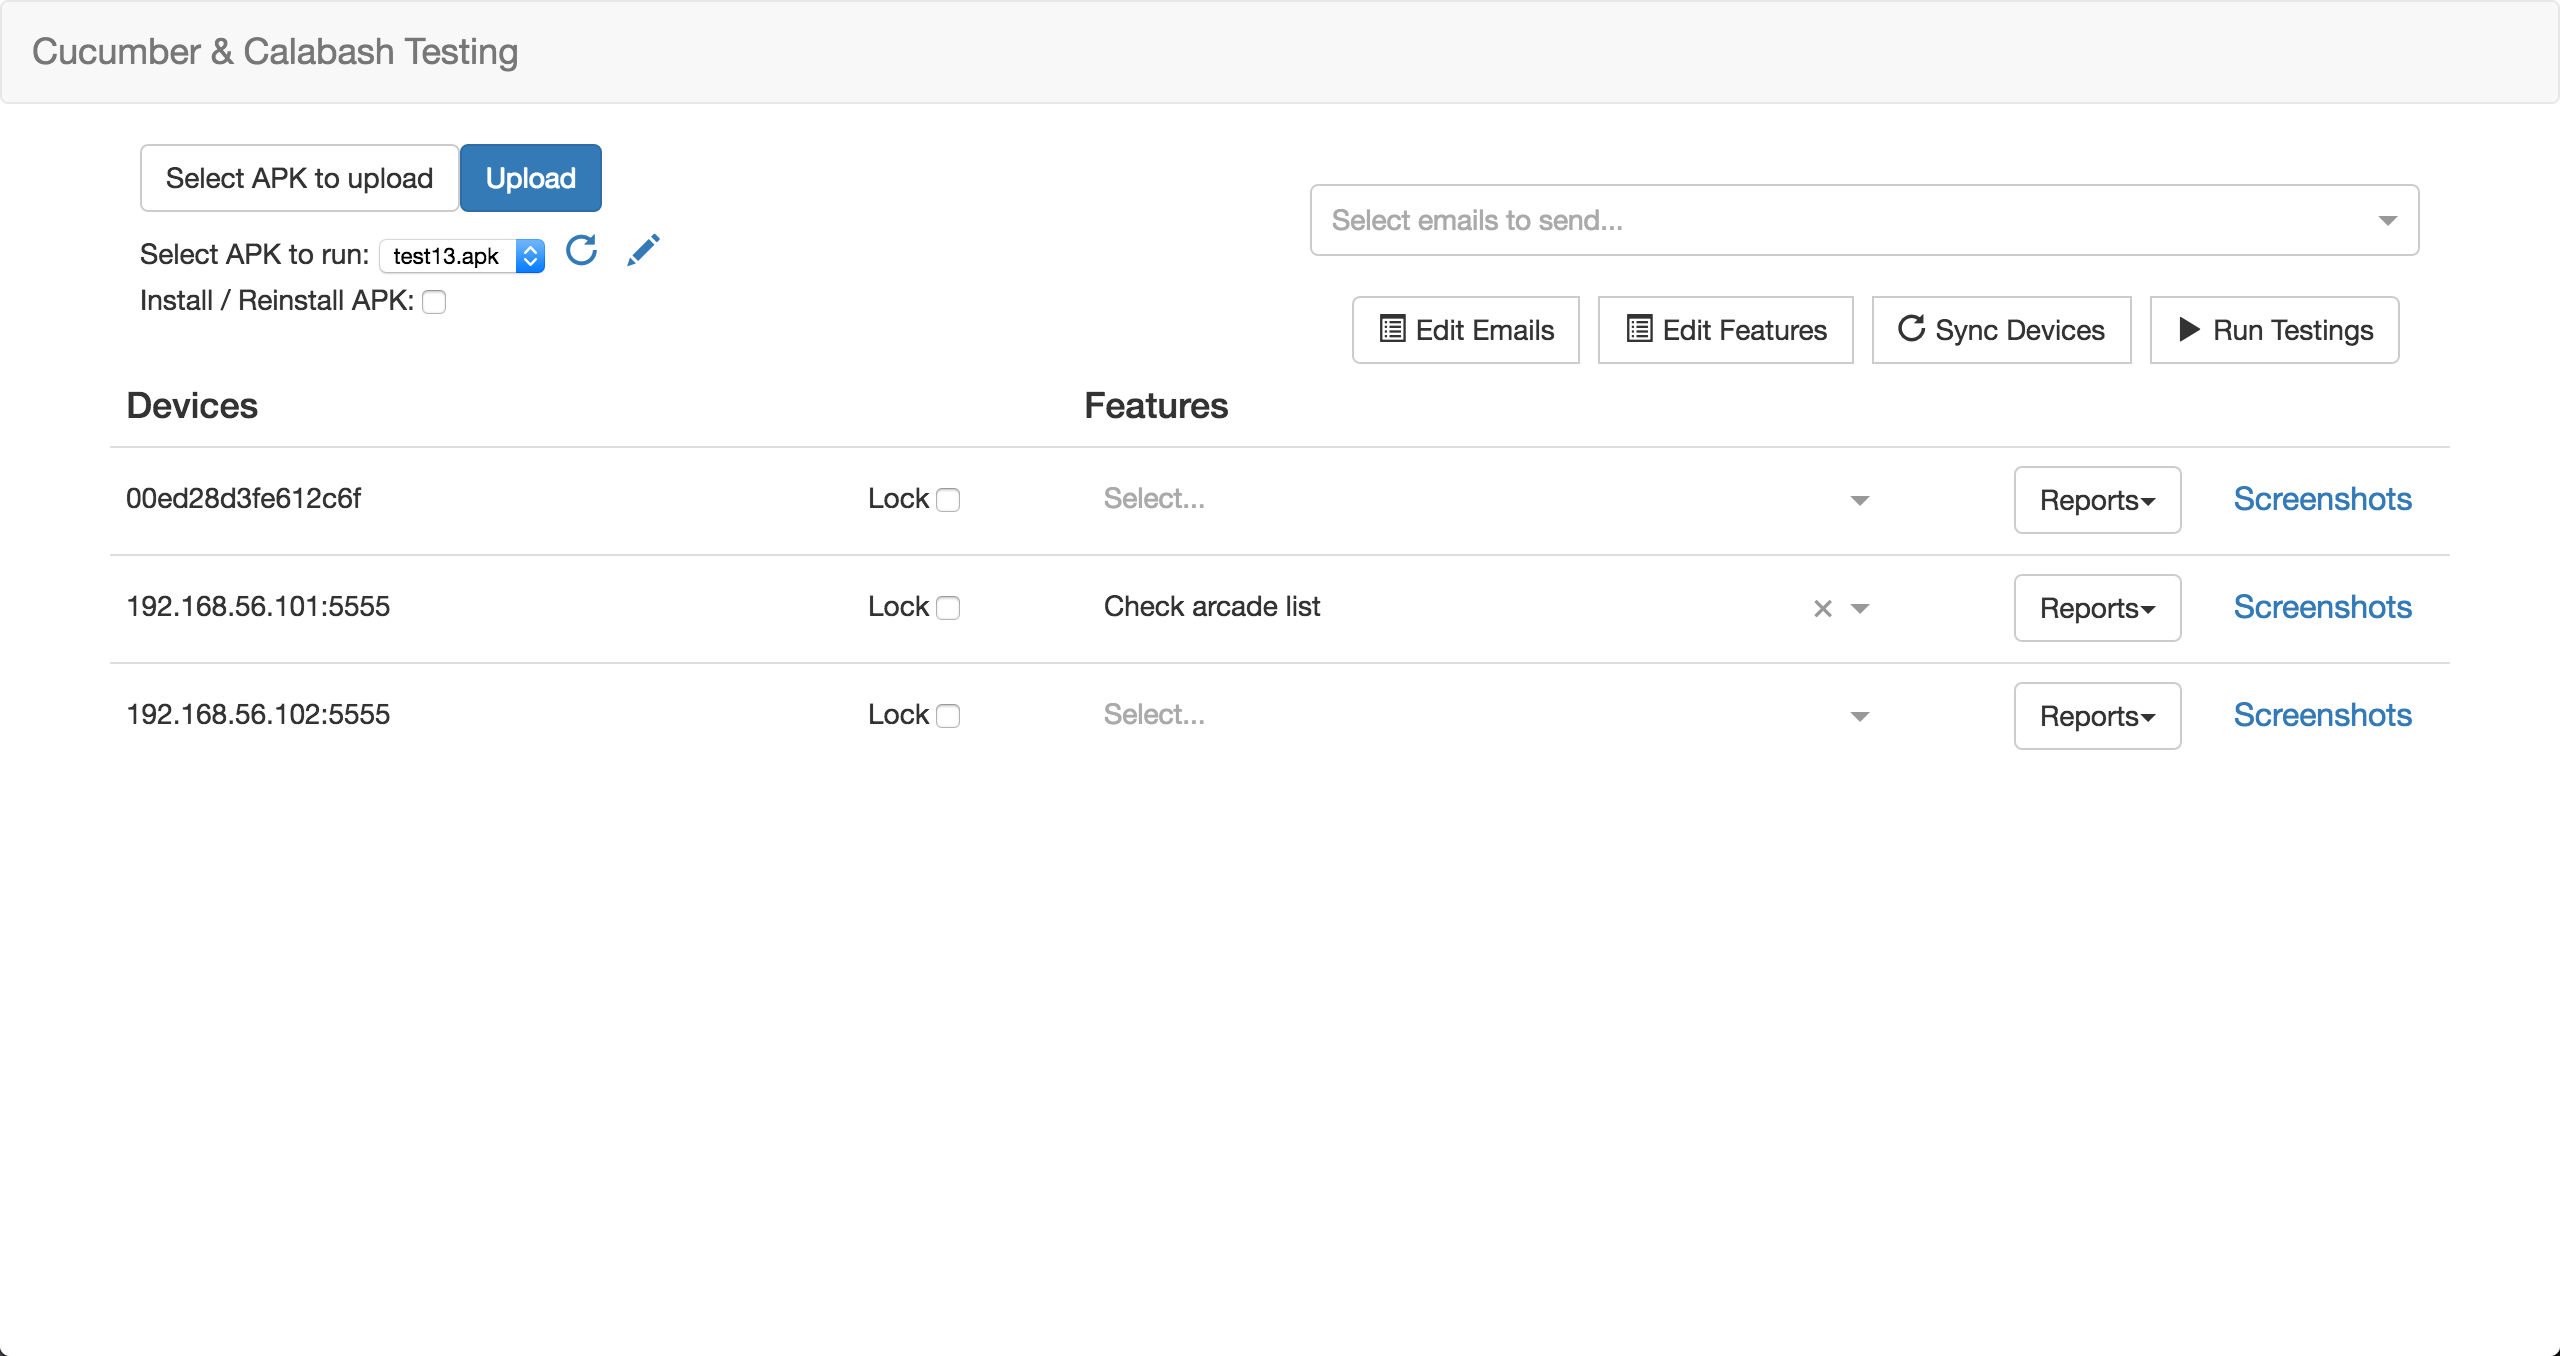 Cucumber & Calabash Testing
Select APK to upload Upload
Select emails to send...
Select APK to run: test13.apk
Install / Reinstall APK:
Edit Emails Edit Features Sync Devices Run Testings
Devices Features
00ed28d3fe612c6f Lock Select... Reports Screenshots
192.168.56.101:5555 Lock Check arcade list Reports Screenshots
192.168.56.102:5555 Lock Select... Reports Screenshots